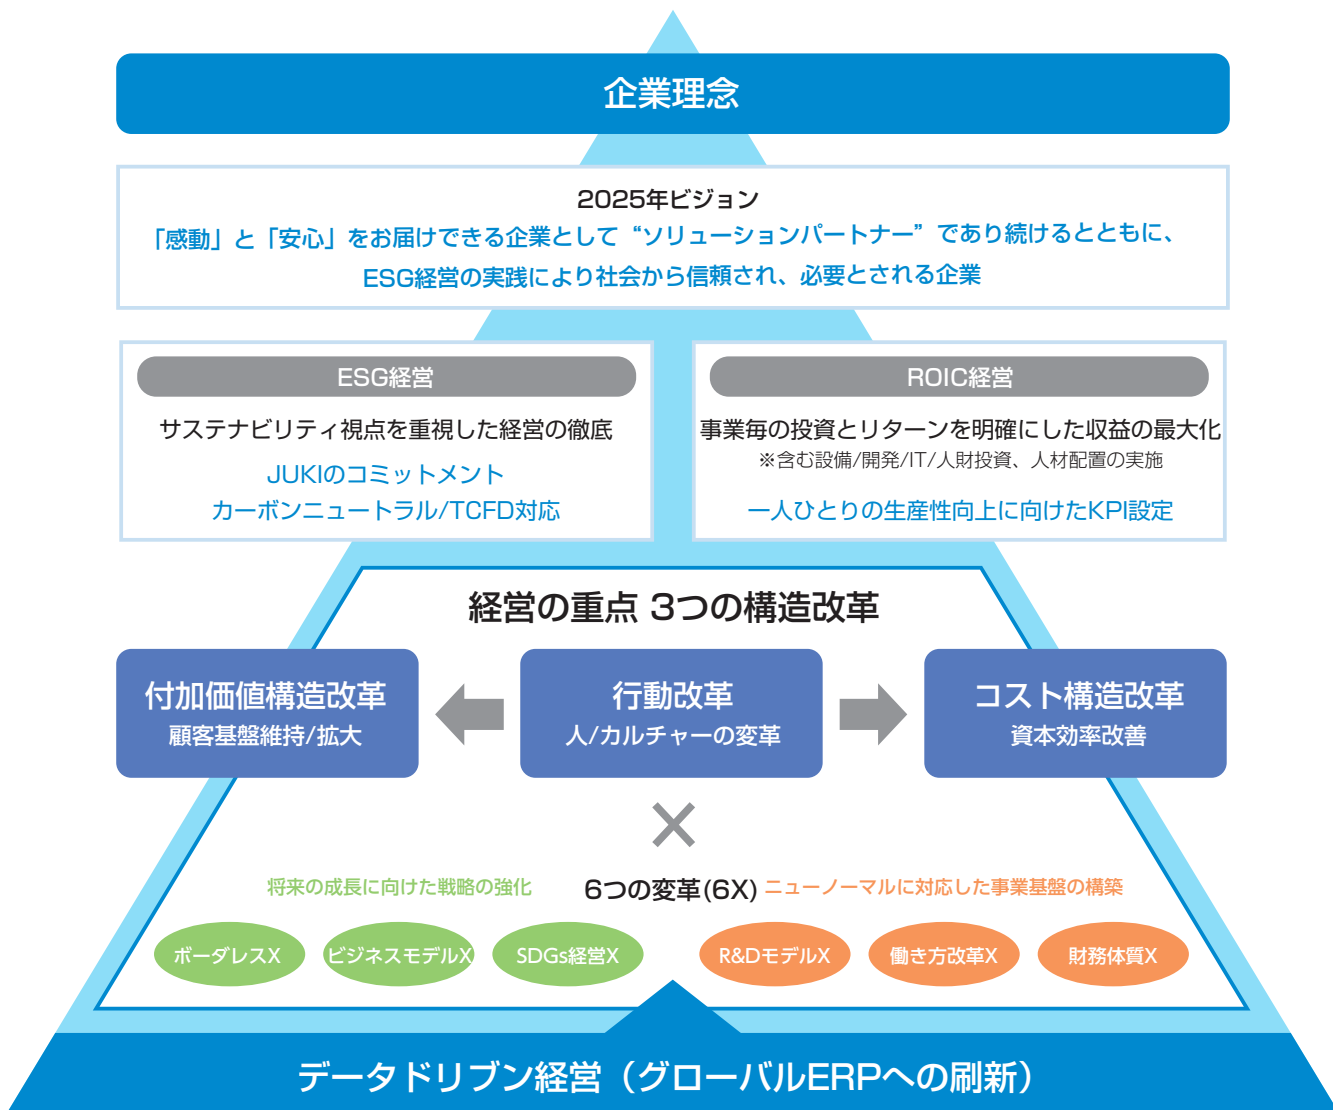 企業理念
2025年ビジョン
「感動」と「安心」をお届けできる企業として“ソリューションパートナー”であり続けるとともに、
ESG経営の実践により社会から信頼され、必要とされる企業
ESG経営
サステナビリティ視点を重視した経営の徹底
JUKIのコミットメント
カーボンニュートラル/TCFD対応
ROIC経営
事業毎の投資とリターンを明確にした収益の最大化
※含む設備/開発/IT/人財投資、人材配置の実施
一人ひとりの生産性向上に向けたKPI設定
経営の重点 3つの構造改革
付加価値構造改革
顧客基盤維持/拡大
行動改革
人/カルチャーの変革
コスト構造改革
資本効率改善
×
将来の成長に向けた戦略の強化
6つの変革(6X)
ニューノーマルに対応した事業基盤の構築
ボーダレスX
ビジネスモデルX
SDGs経営X
R&DモデルX
働き方改革X
財務体質X
データドリブン経営（グローバルERPへの刷新）